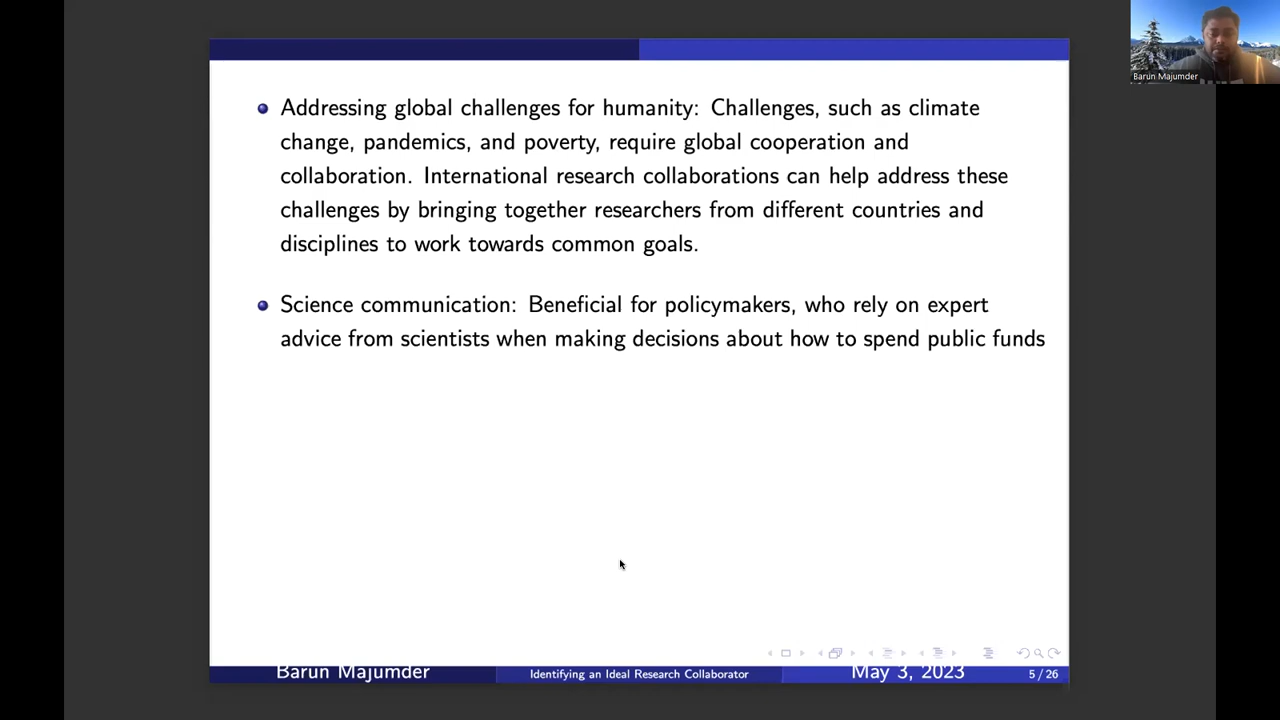 Barun Majumder
Addressing global challenges for humanity: Challenges, such as climate
change, pandemics, and poverty, require global cooperation and
collaboration. International research collaborations can help address these
challenges by bringing together researchers from different countries and
disciplines to work towards common goals.
Science communication: Beneficial for policymakers, who rely on expert
advice from scientists when making decisions about how to spend public funds
Barun Majumder
Identifying an Ideal Research Collaborator
May 3, 2023
5 / 26